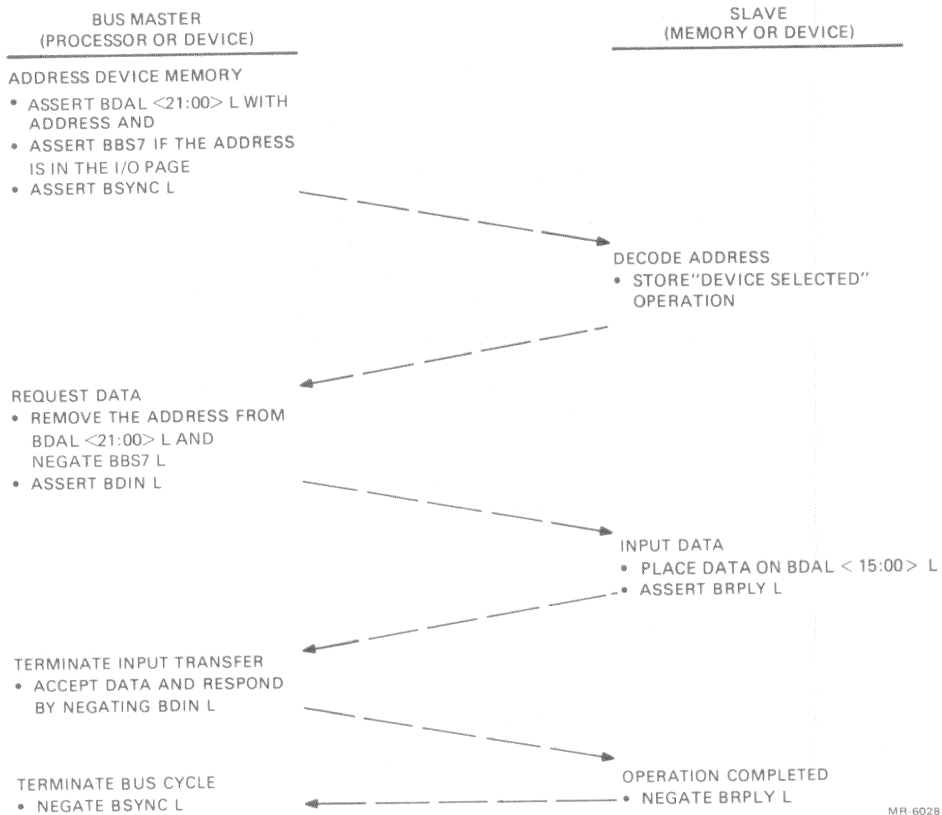 BUS MASTER
(PROCESSOR OR DEVICE)
SLAVE
(MEMORY OR DEVICE)
ADDRESS DEVICE MEMORY
• ASSERT BDAL <21:00> L WITH
ADDRESS AND
• ASSERT BBS7 IF THE ADDRESS
IS IN THE I/O PAGE
• ASSERT BSYNC L
DECODE ADDRESS
• STORE"DEVICE SELECTED"
OPERATION
REQUEST DATA
• REMOVE THE ADDRESS FROM
BDAL <21:00> L AND
NEGATE BBS7 L
• ASSERT BDIN L
INPUT DATA
• PLACE DATA ON BDAL < 15:00> L
• ASSERT BRPLY L
TERMINATE INPUT TRANSFER
• ACCEPT DATA AND RESPOND
BY NEGATING BDIN L
OPERATION COMPLETED
• NEGATE BRPLY L
TERMINATE BUS CYCLE
• NEGATE BSYNC L
MR-6028